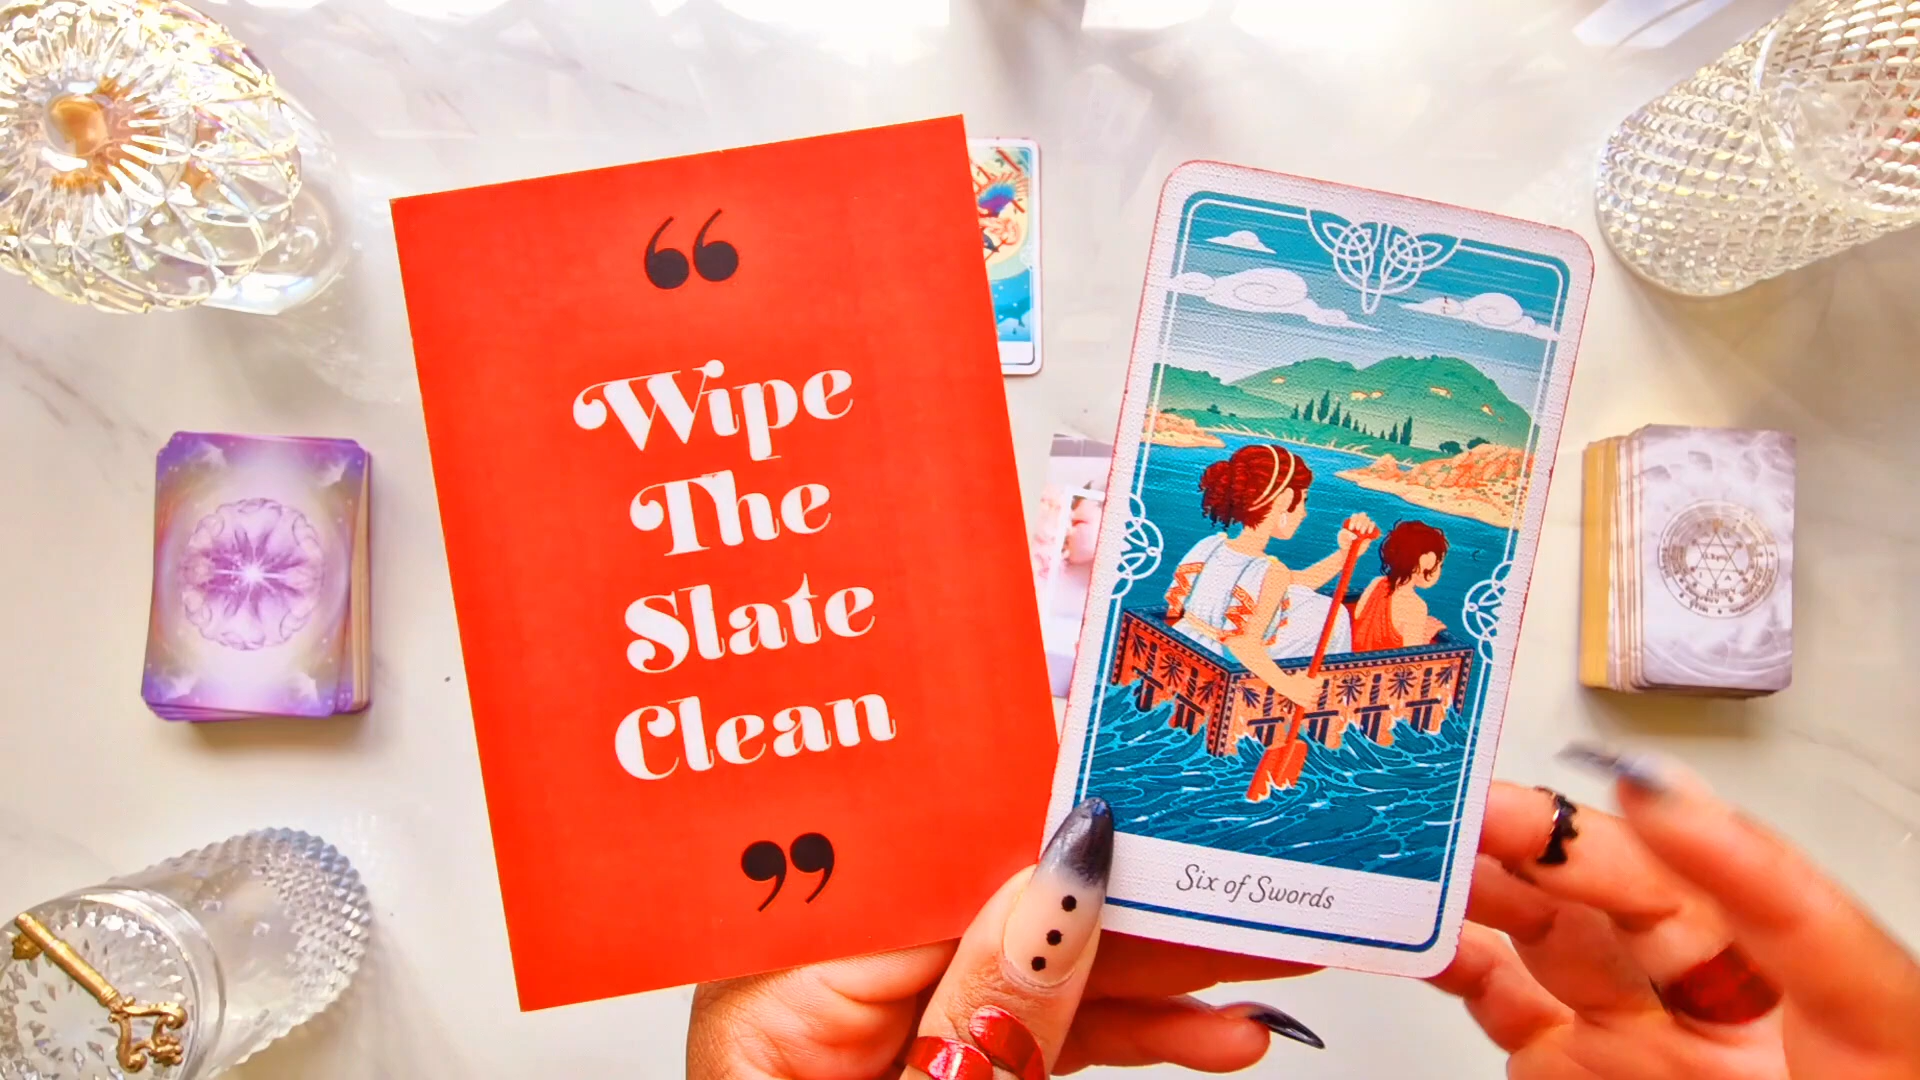 “
Wipe
The
Slate
Clean
”
Six of Swords